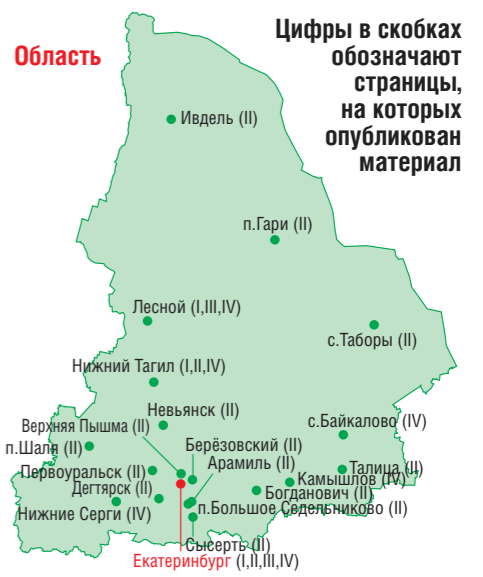 Цифры в скобках
обозначают
страницы,
на которых
опубликован
материал
Область
Ивдель (II)
п.Гари (II)
Лесной (I,III,IV)
с.Таборы (II)
Нижний Тагил (I,II,IV)
Невьянск (II)
с.Байкалово (IV)
Верхняя Пышма (II)
п.Шаля (II)
Берёзовский (II)
Арамиль (II)
Первоуральск (II)
Талица (II)
Камышлов (IV)
Дегтярск (II)
Богданович (II)
Нижние Серги (IV)
п.Большое Седельниково (II)
Сысерть (II)
Екатеринбург (I,II,III,IV)